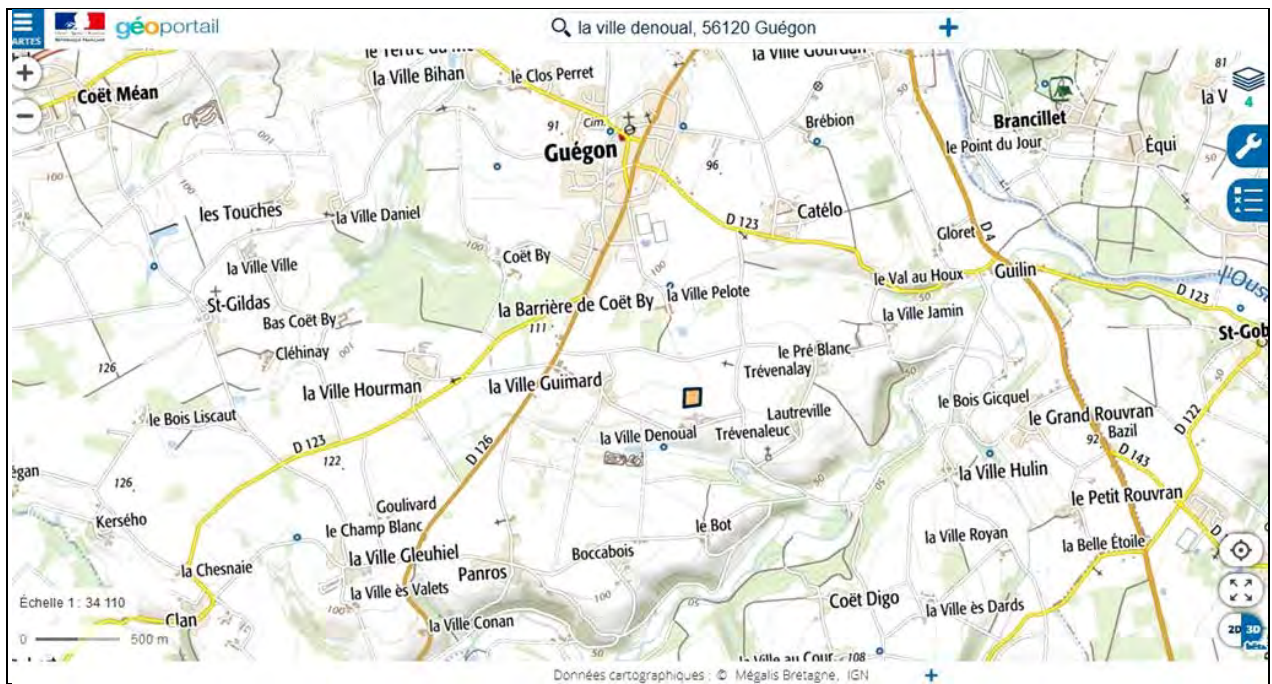 CARTES
RÉPUBLIQUE FRANÇAISE
géoportail
la ville denoual, 56120 Guégon
la Ville Bihan
le Clos Perret
Coët Méan
Cim.
91
Guégon
Brébion
Brancillet
81
la V
4
le Point du Jour
Équi
50
100
100
96
les Touches
la Ville Daniel
D 123
Catélo
Gloret
D 4
la Ville Ville
Coët By
le Val au Houx
Guilin
l'Oust
D 123
St-Gildas
la Barrière de Coët By
111
la Ville Pelote
la Ville Jamin
Bas Coët By
Cléhinay
100
St-Gob
126
la Ville Hourman
la Ville Guimard
le Pré Blanc
Trévenalay
le Bois Liscaut
le Bois Gicquel
le Grand Rouvran
Bazil
D 122
Lautreville
la Ville Denoual
Trévenaleuc
D 123
122
D 126
92
D 143
la Ville Hulin
126
Kersého
Goulivard
le Petit Rouvran
le Champ Blanc
le Bot
la Ville Royan
la Belle Étoile
la Ville Gleuhiel
Boccabois
la Chesnaie
Panros
la Ville ès Valets
100
50
Coët Digo
la Ville ès Dards
Échelle 1 : 34 110
Clan
la Ville Conan
0
500 m
la Ville au Cour
108
2D
3D
Données cartographiques : © Mégalis Bretagne, IGN